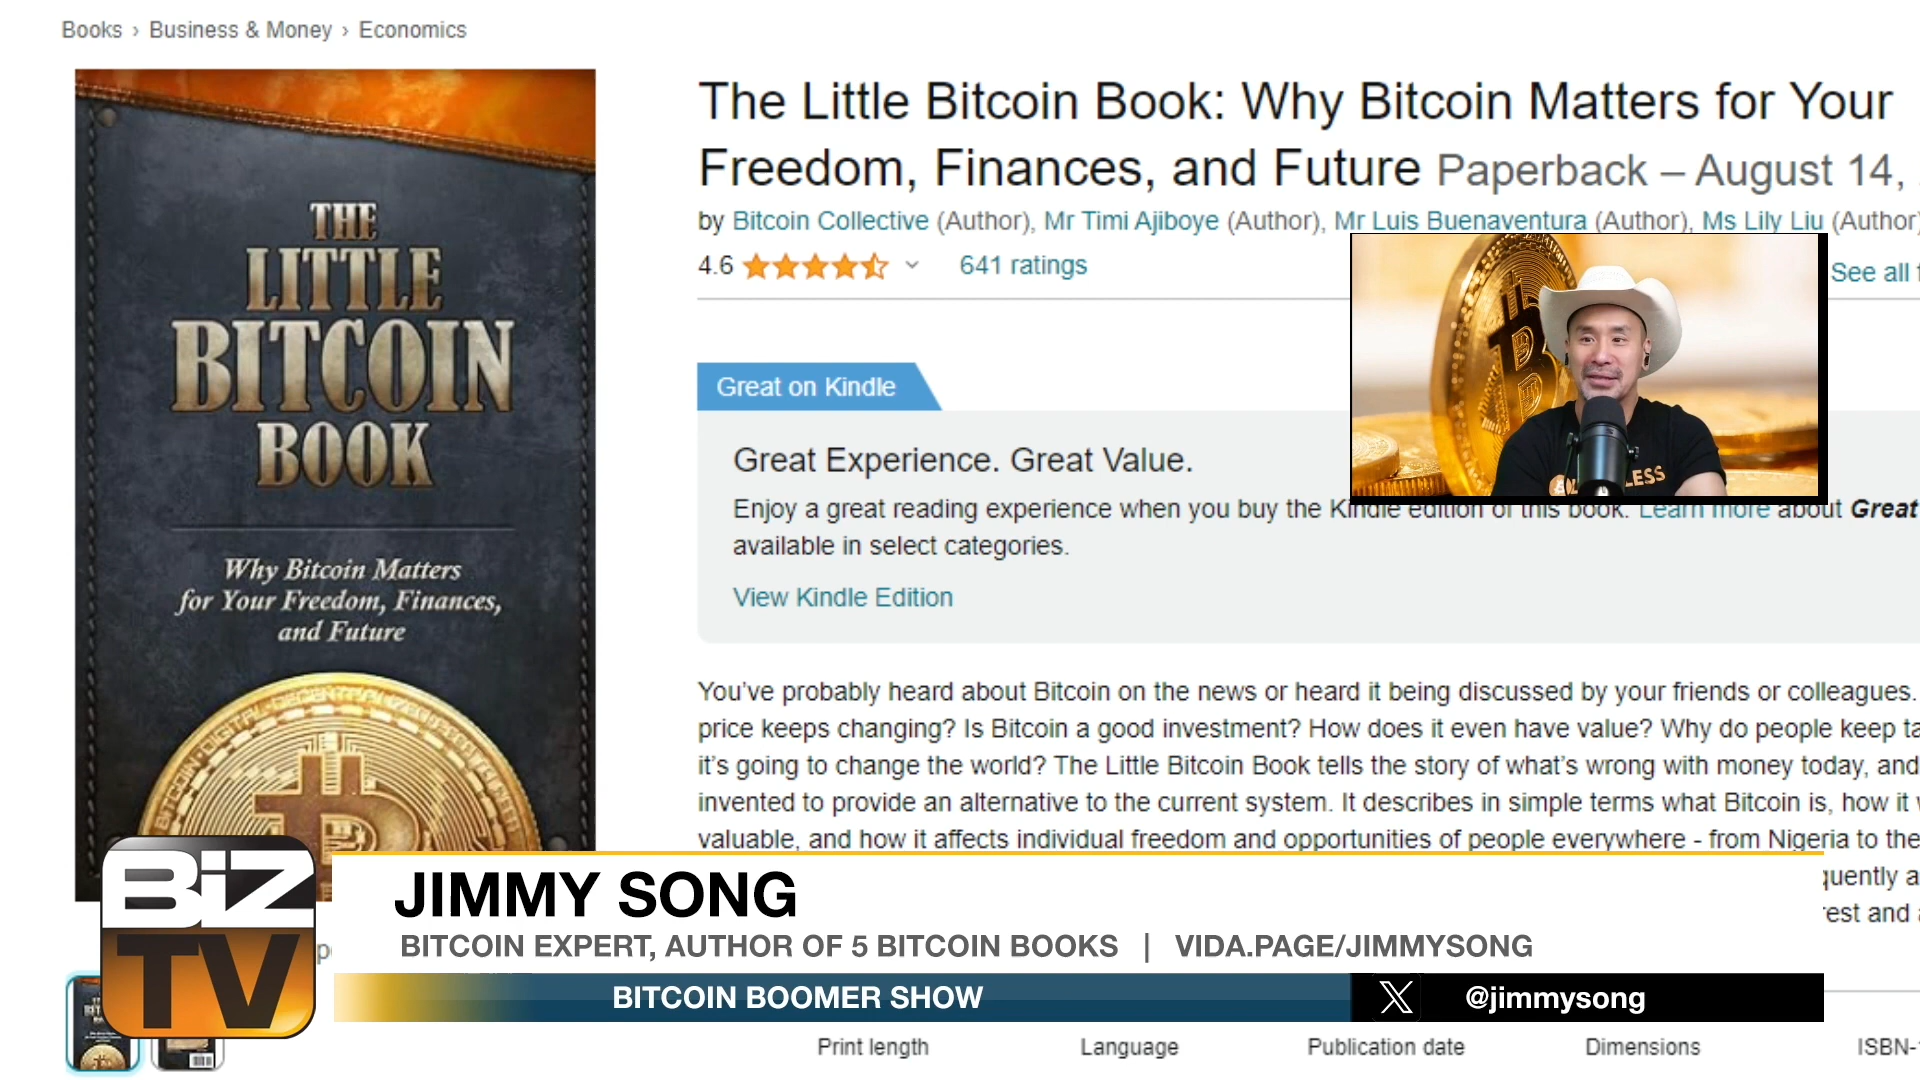 Books › Business & Money › Economics
THE
LITTLE
BITCOIN
BOOK
Why Bitcoin Matters
for Your Freedom, Finances,
and Future
The Little Bitcoin Book: Why Bitcoin Matters for Your
Freedom, Finances, and Future Paperback – August 14,
by Bitcoin Collective (Author), Mr Timi Ajiboye (Author), Mr Luis Buenaventura (Author), Ms Lily Liu (Author)
4.6 641 ratings
See all
Great on Kindle
Great Experience. Great Value.
Enjoy a great reading experience when you buy the Kindle edition of this book. Learn more about Great
available in select categories.
View Kindle Edition
You've probably heard about Bitcoin on the news or heard it being discussed by your friends or colleagues.
price keeps changing? Is Bitcoin a good investment? How does it even have value? Why do people keep
it's going to change the world? The Little Bitcoin Book tells the story of what's wrong with money today, and
invented to provide an alternative to the current system. It describes in simple terms what Bitcoin is, how it
valuable, and how it affects individual freedom and opportunities of people everywhere - from Nigeria to the
rest and
BiZ
TV
JIMMY SONG
BITCOIN EXPERT, AUTHOR OF 5 BITCOIN BOOKS | VIDA.PAGE/JIMMYSONG
BITCOIN BOOMER SHOW
X @jimmysong
Print length Language Publication date Dimensions ISBN-